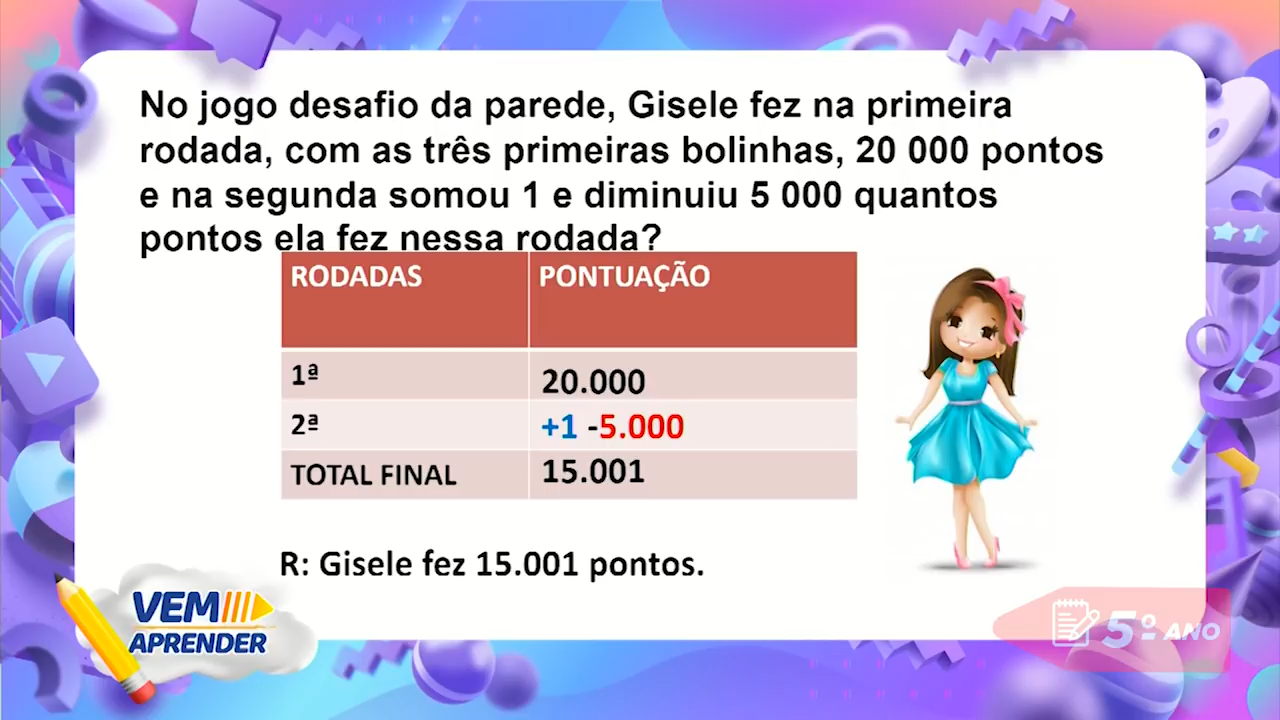 No jogo desafio da parede, Gisele fez na primeira
rodada, com as três primeiras bolinhas, 20 000 pontos
e na segunda somou 1 e diminuiu 5 000 quantos
pontos ela fez nessa rodada?
RODADAS PONTUAÇÃO
1ª 20.000
2ª +1 -5.000
TOTAL FINAL 15.001
R: Gisele fez 15.001 pontos.
VEM
APRENDER
5º ANO